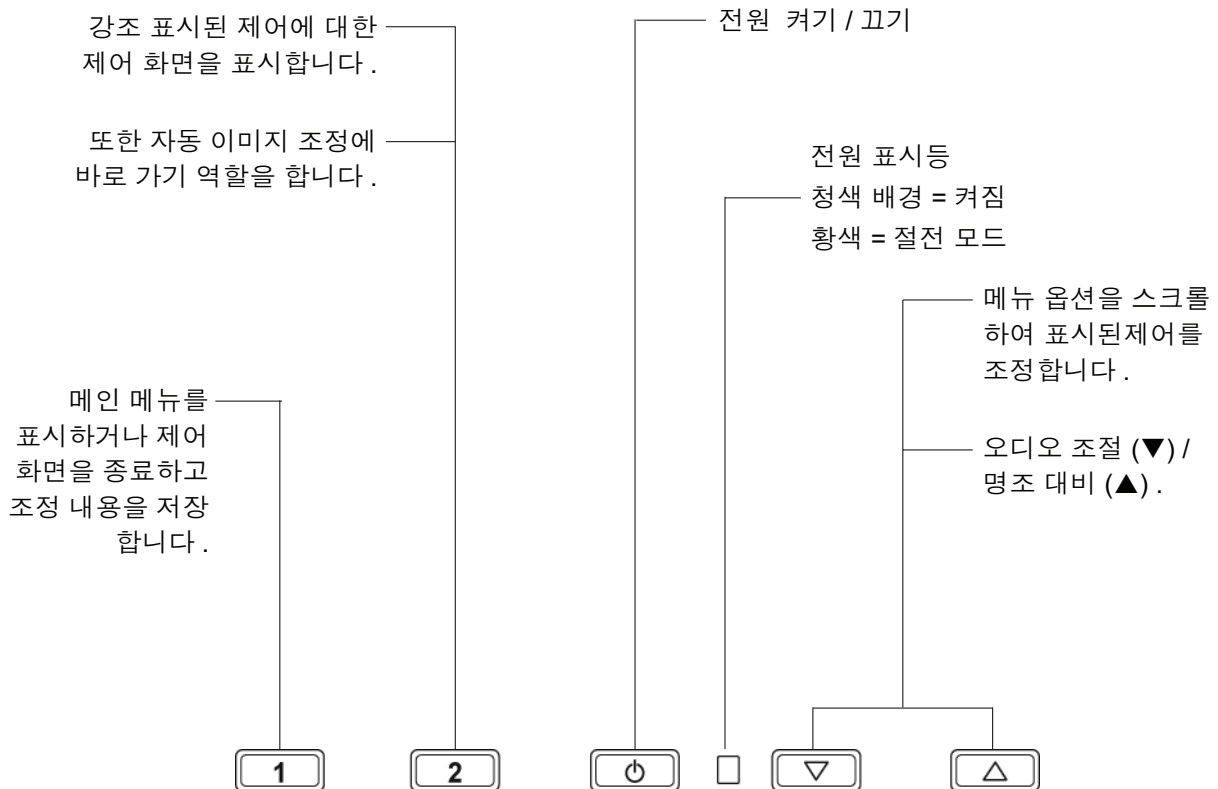 강조 표시된 제어에 대한
제어 화면을 표시합니다 .
또한 자동 이미지 조정에
바로 가기 역할을 합니다 .
전원 켜기 / 끄기
전원 표시등
청색 배경 = 켜짐
황색 = 절전 모드
메뉴 옵션을 스크롤
하여 표시된제어를
조정합니다 .
오디오 조절 (▼) /
명조 대비 (▲) .
메인 메뉴를
표시하거나 제어
화면을 종료하고
조정 내용을 저장
합니다 .
1
2